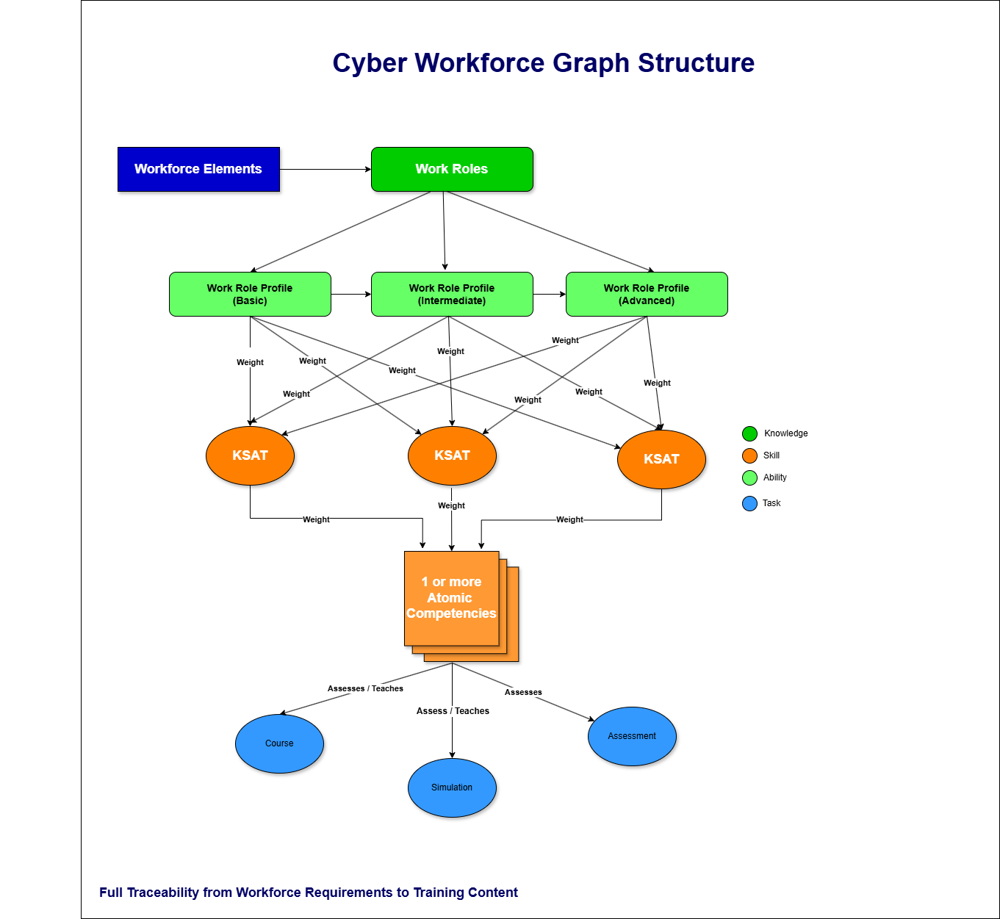 Cyber Workforce Graph Structure
Workforce Elements
Work Roles
Work Role Profile
(Basic)
Work Role Profile
(Intermediate)
Work Role Profile
(Advanced)
Weight
Weight
Weight
Weight
Weight
Weight
Weight
Weight
Weight
KSAT
KSAT
KSAT
Knowledge
Skill
Ability
Task
Weight
Weight
Weight
1 or more
Atomic
Competencies
Assesses / Teaches
Assess / Teaches
Assesses
Course
Simulation
Assessment
Full Traceability from Workforce Requirements to Training Content